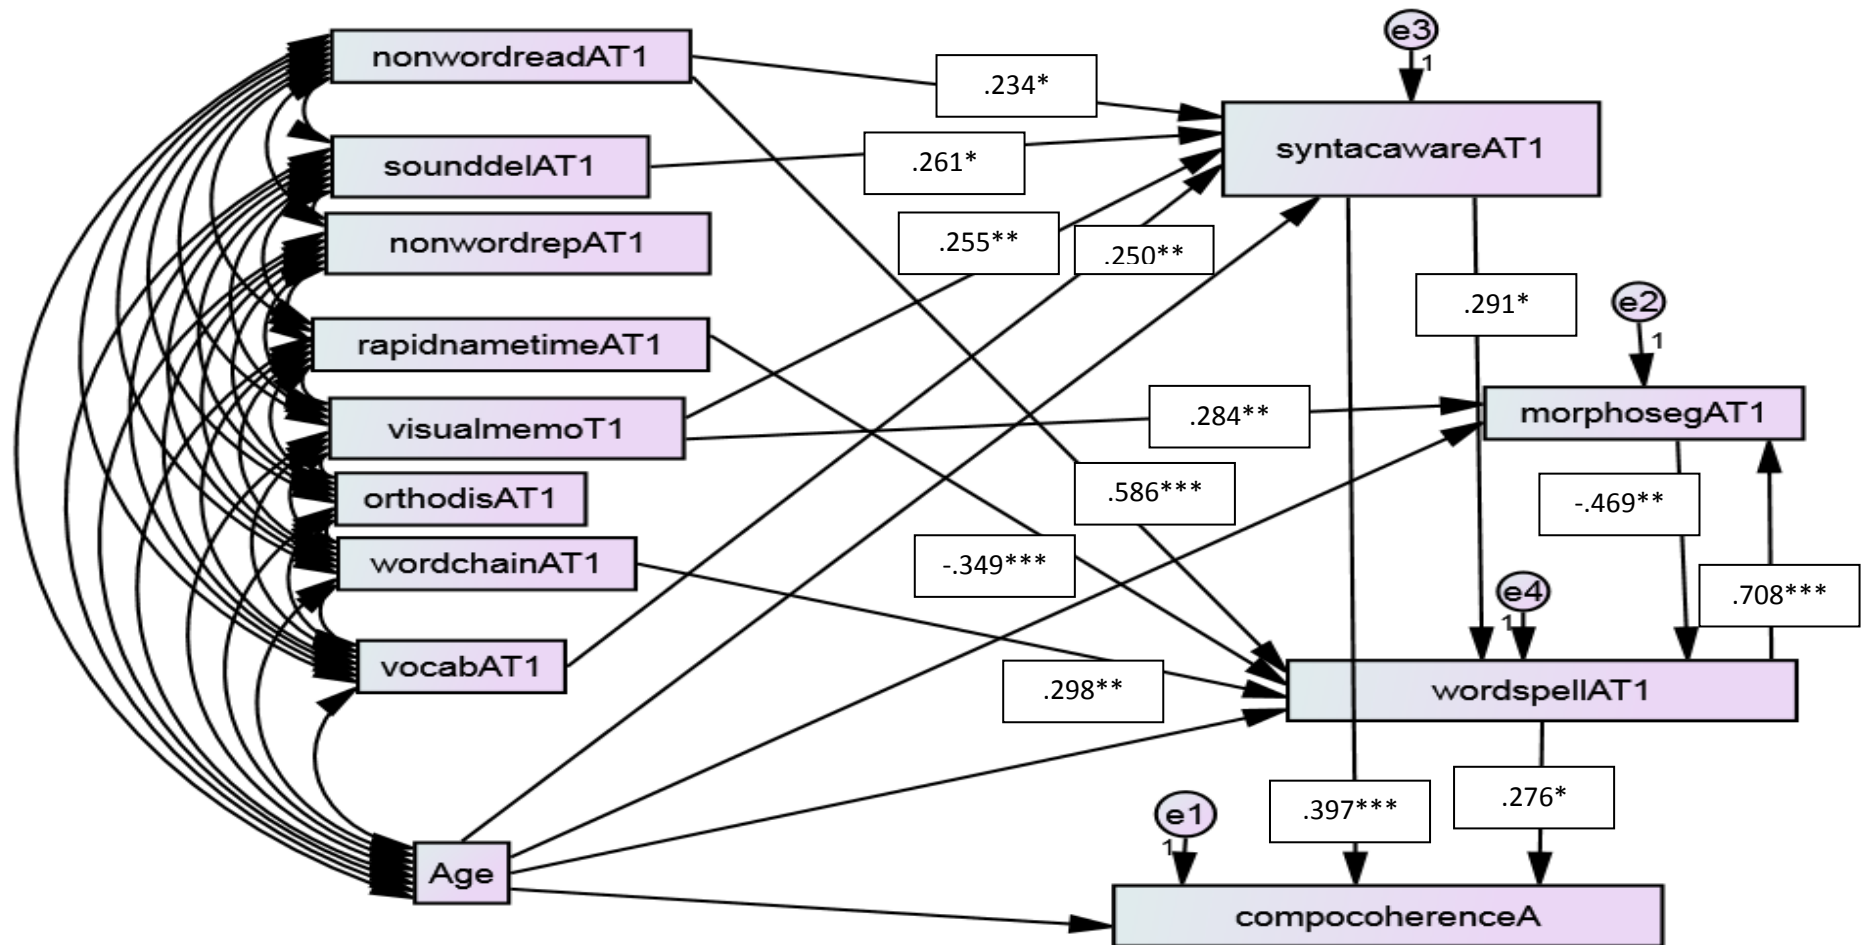 nonwordreadAT1
sounddelAT1
nonwordrepAT1
rapidnametimeAT1
visualmemoT1
orthodisAT1
wordchainAT1
vocabAT1
Age
.234*
.261*
.255**
.250**
.284**
.586***
-.349***
.298**
e3
1
syntacawareAT1
.291*
e2
1
morphosegAT1
-.469**
.708***
e4
1
wordspellAT1
.397***
.276*
e1
1
compocoherenceA